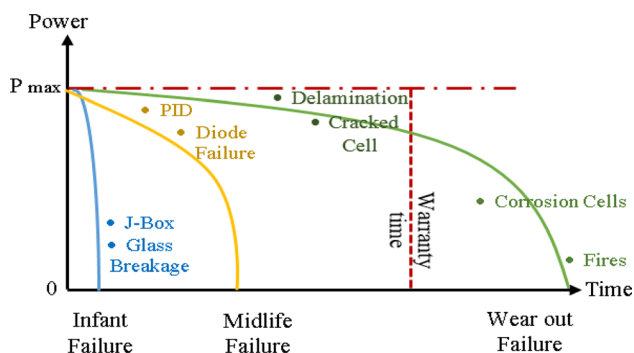 Power
P max
PID
Diode
Failure
Delamination
Cracked
Cell
Warranty
time
J-Box
Glass
Breakage
Corrosion Cells
Fires
0
Time
Infant
Failure
Midlife
Failure
Wear out
Failure